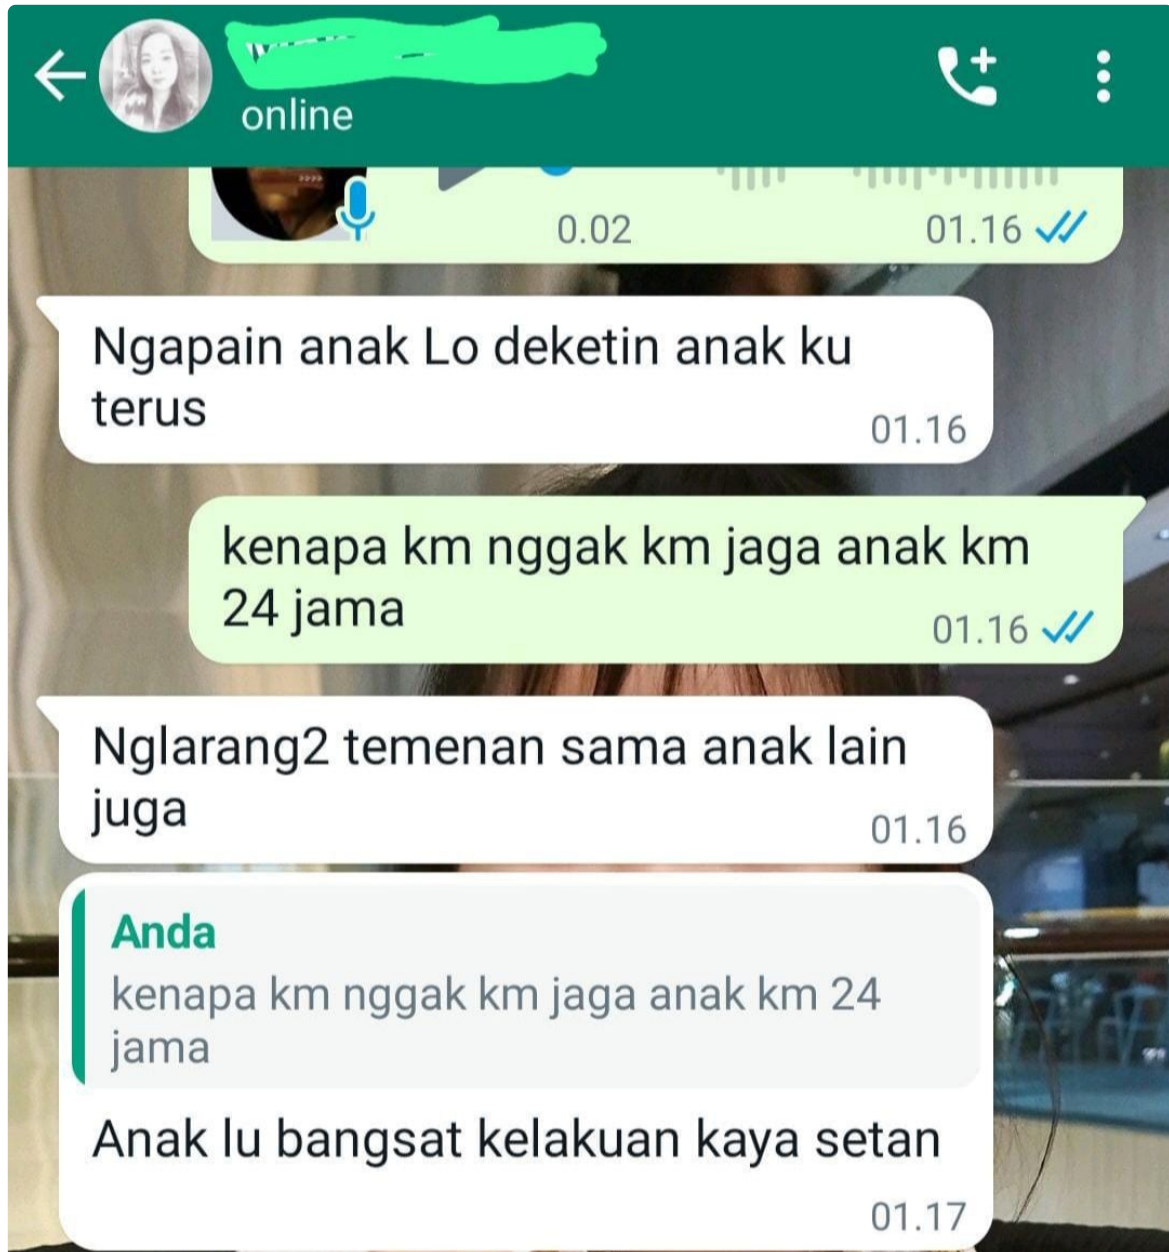 online
0.02
01.16
Ngapain anak Lo deketin anak ku
terus
01.16
kenapa km nggak km jaga anak km
24 jama
01.16
Nglarang2 temenan sama anak lain
juga
01.16
Anda
kenapa km nggak km jaga anak km 24
jama
Anak lu bangsat kelakuan kaya setan
01.17